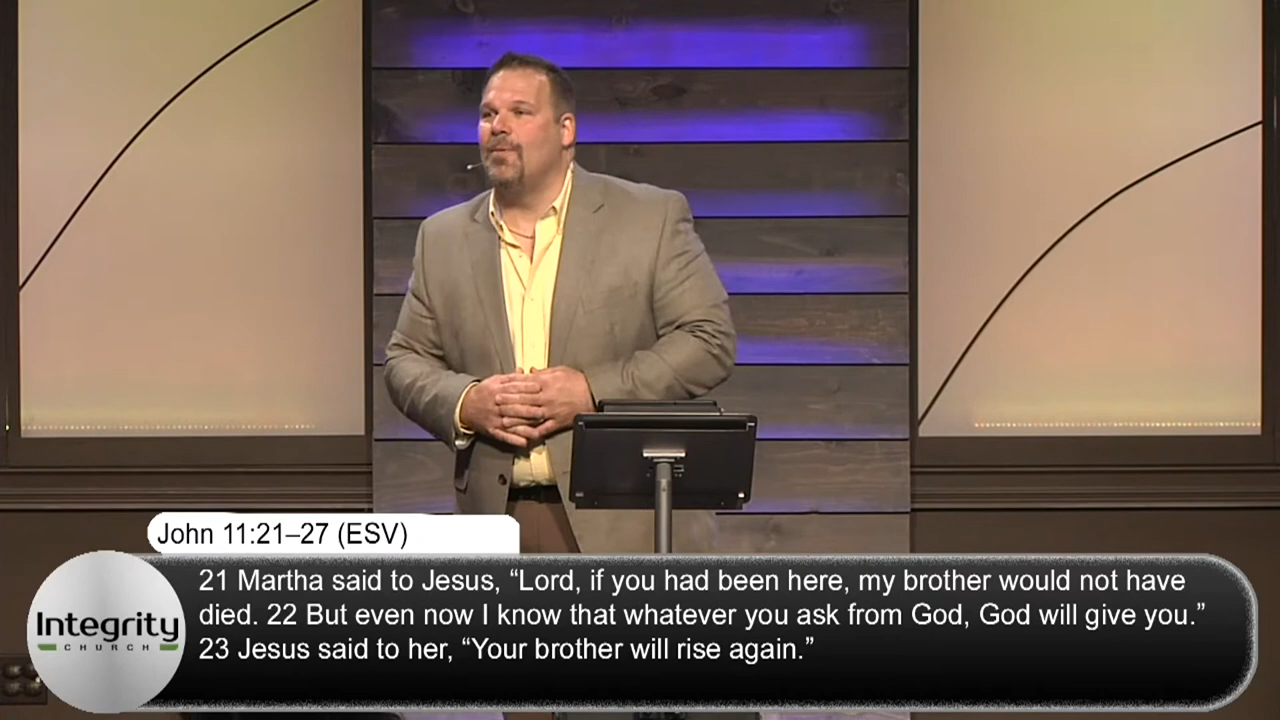 John 11:21–27 (ESV)
21 Martha said to Jesus, “Lord, if you had been here, my brother would not have
died. 22 But even now I know that whatever you ask from God, God will give you.”
23 Jesus said to her, “Your brother will rise again.”
Integrity
CHURCH